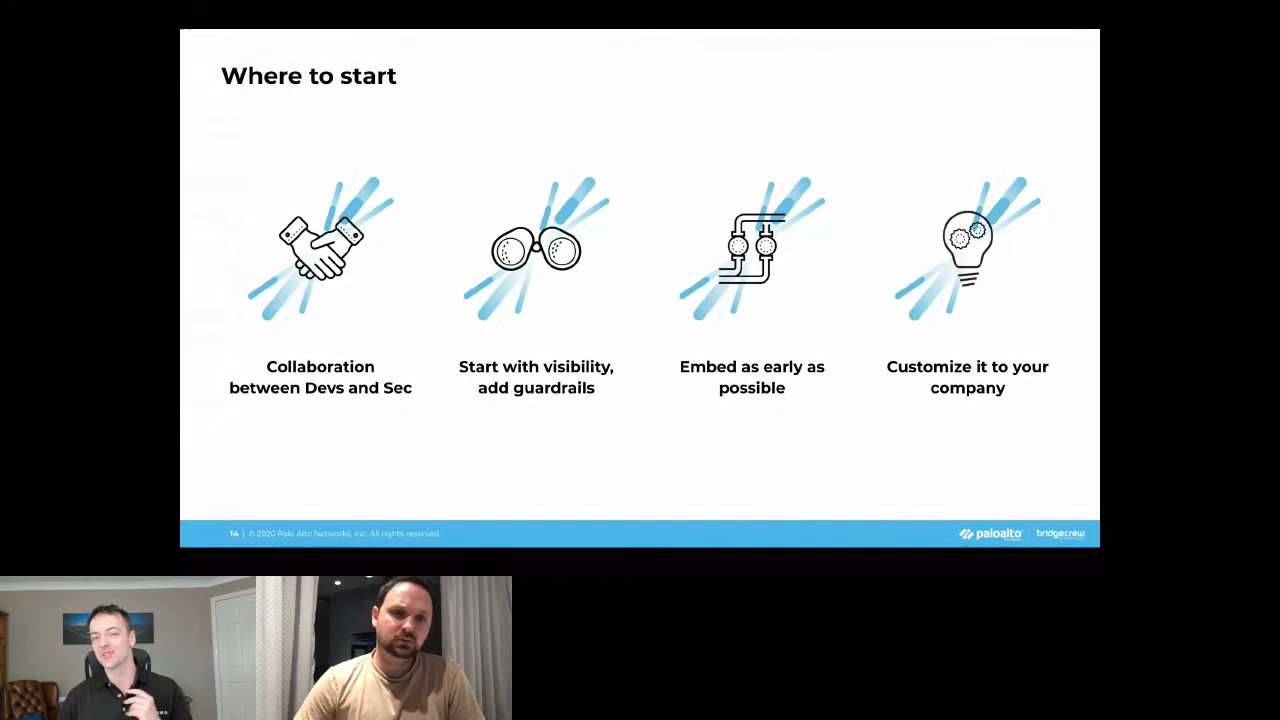 Where to start
Collaboration
between Devs and Sec
Start with visibility,
add guardrails
Embed as early as
possible
Customize it to your
company
14 | © 2020 Palo Alto Networks, Inc. All rights reserved.
paloalto
bridgecrew